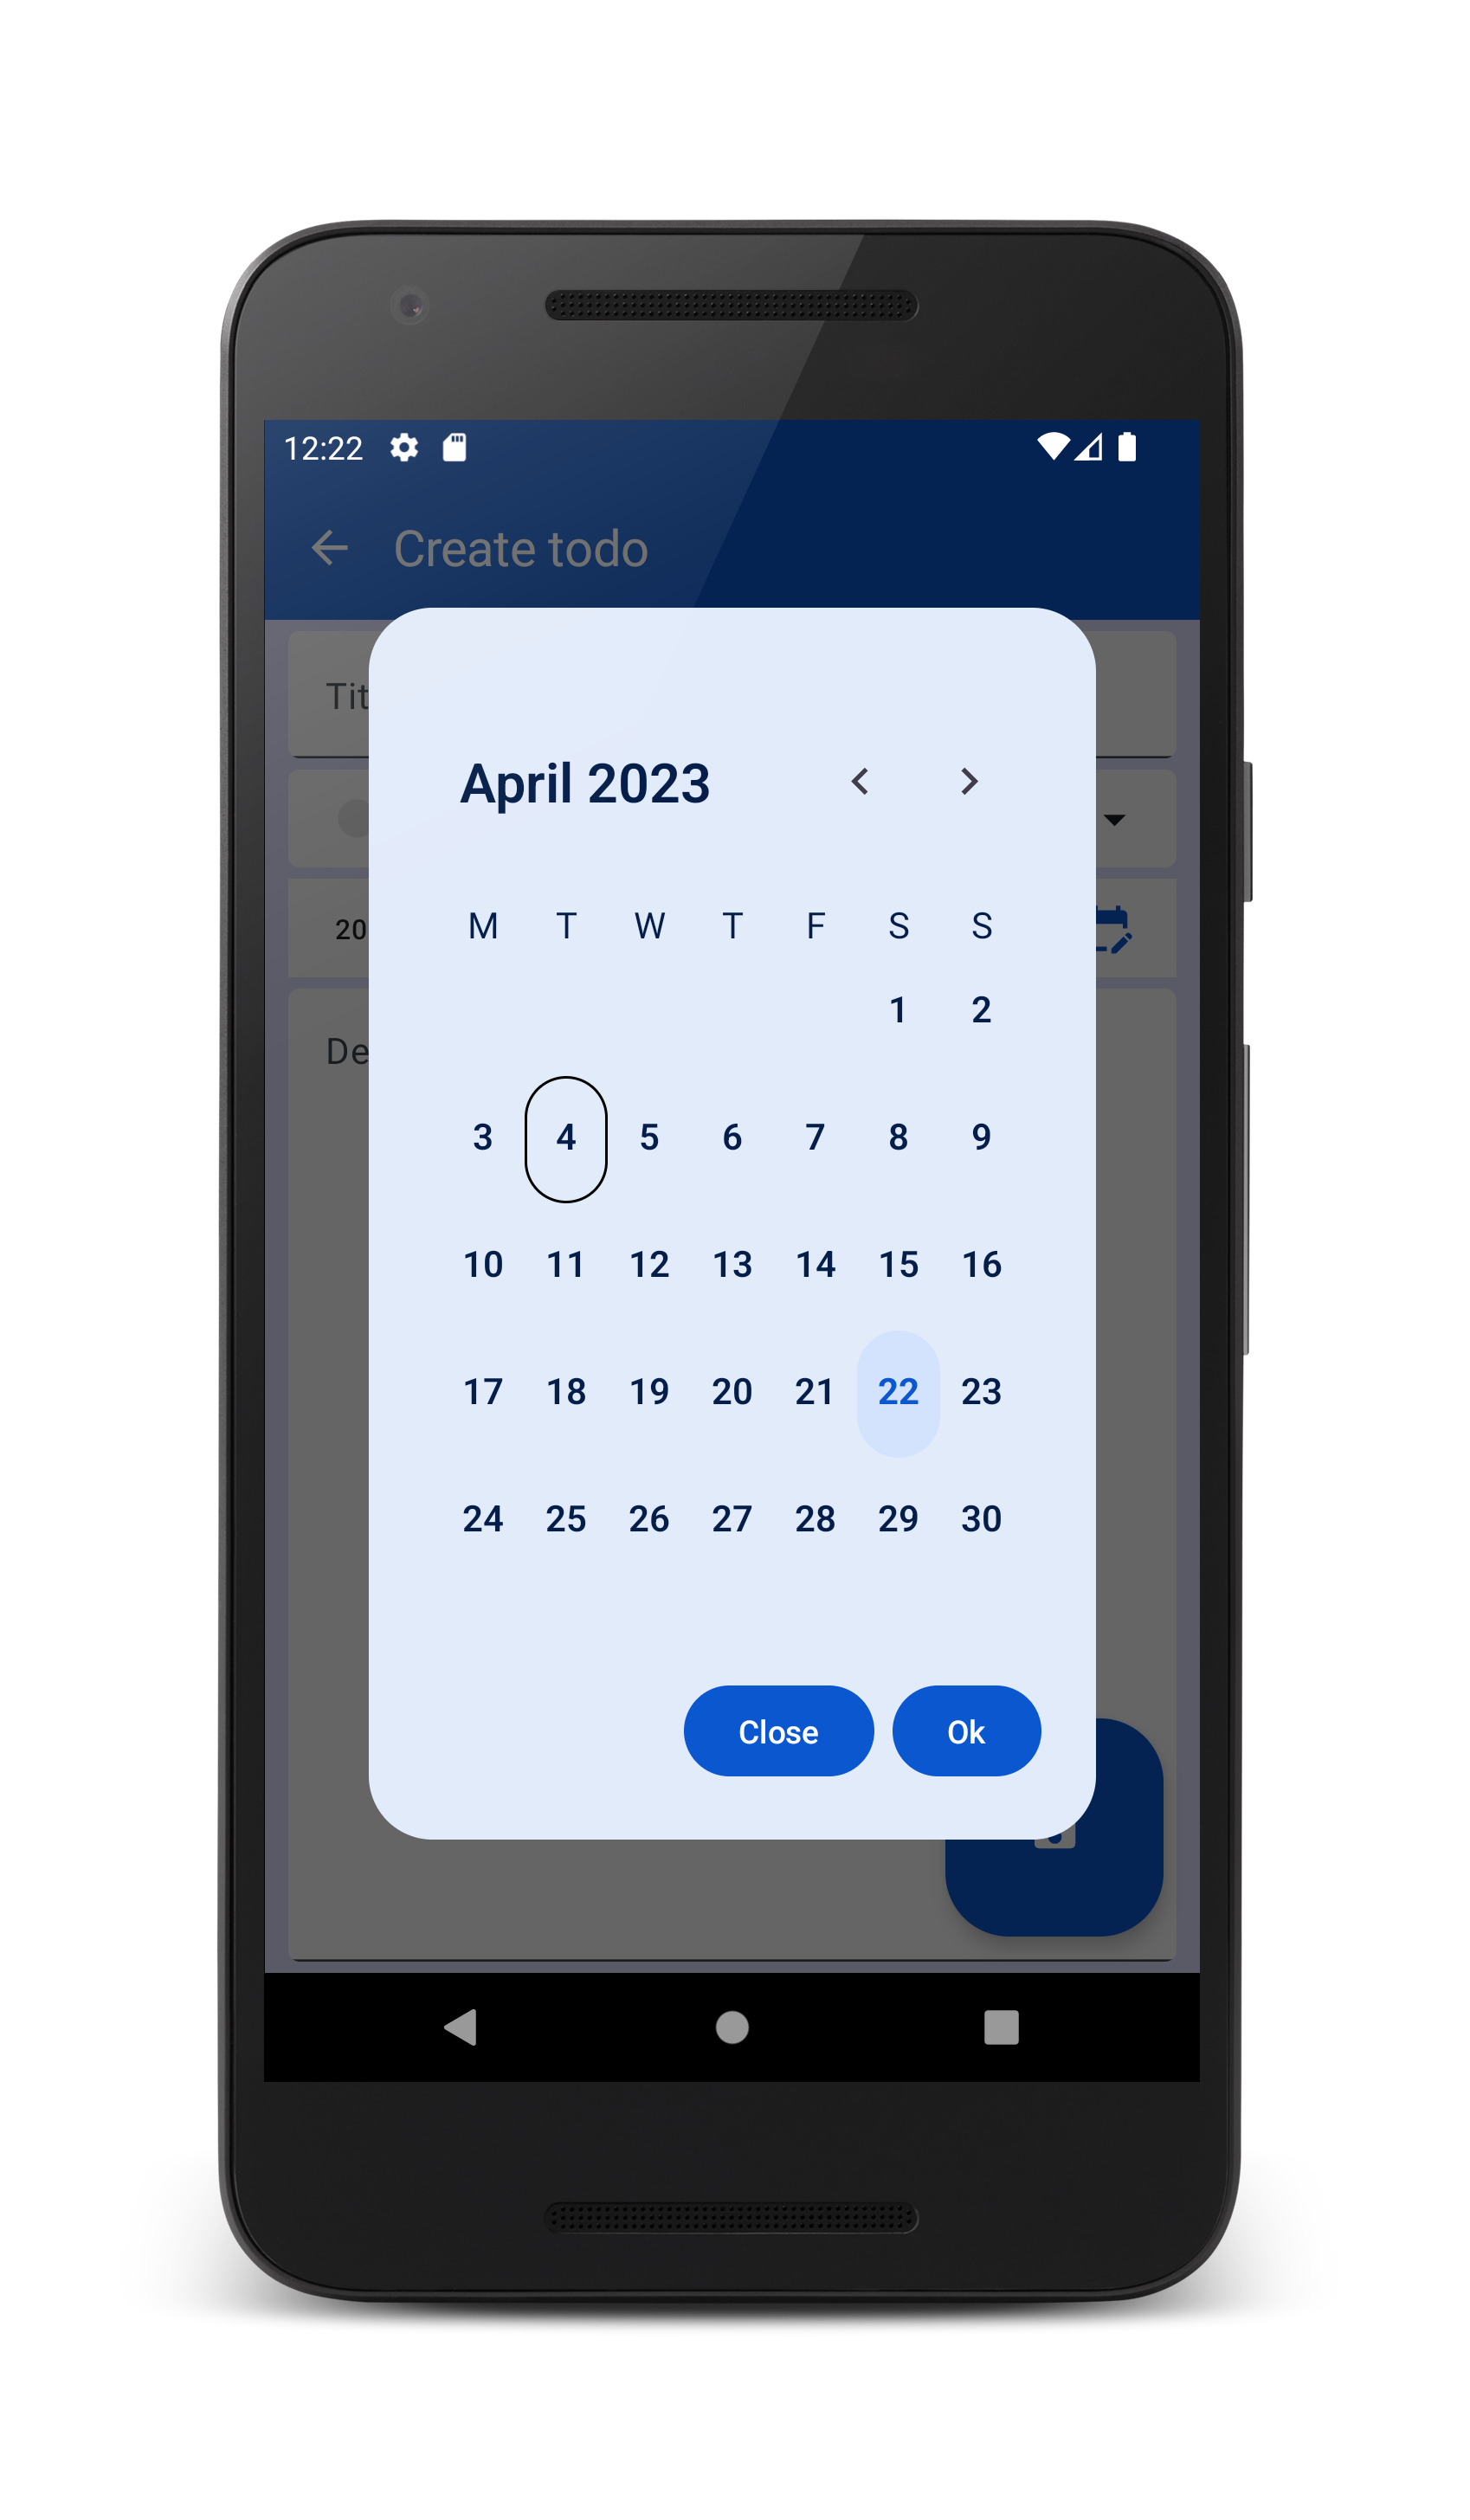 12:22
Create todo
Tit
April 2023
20
M T W T F S S
1 2
De
3 4 5 6 7 8 9
10 11 12 13 14 15 16
17 18 19 20 21 22 23
24 25 26 27 28 29 30
Close Ok